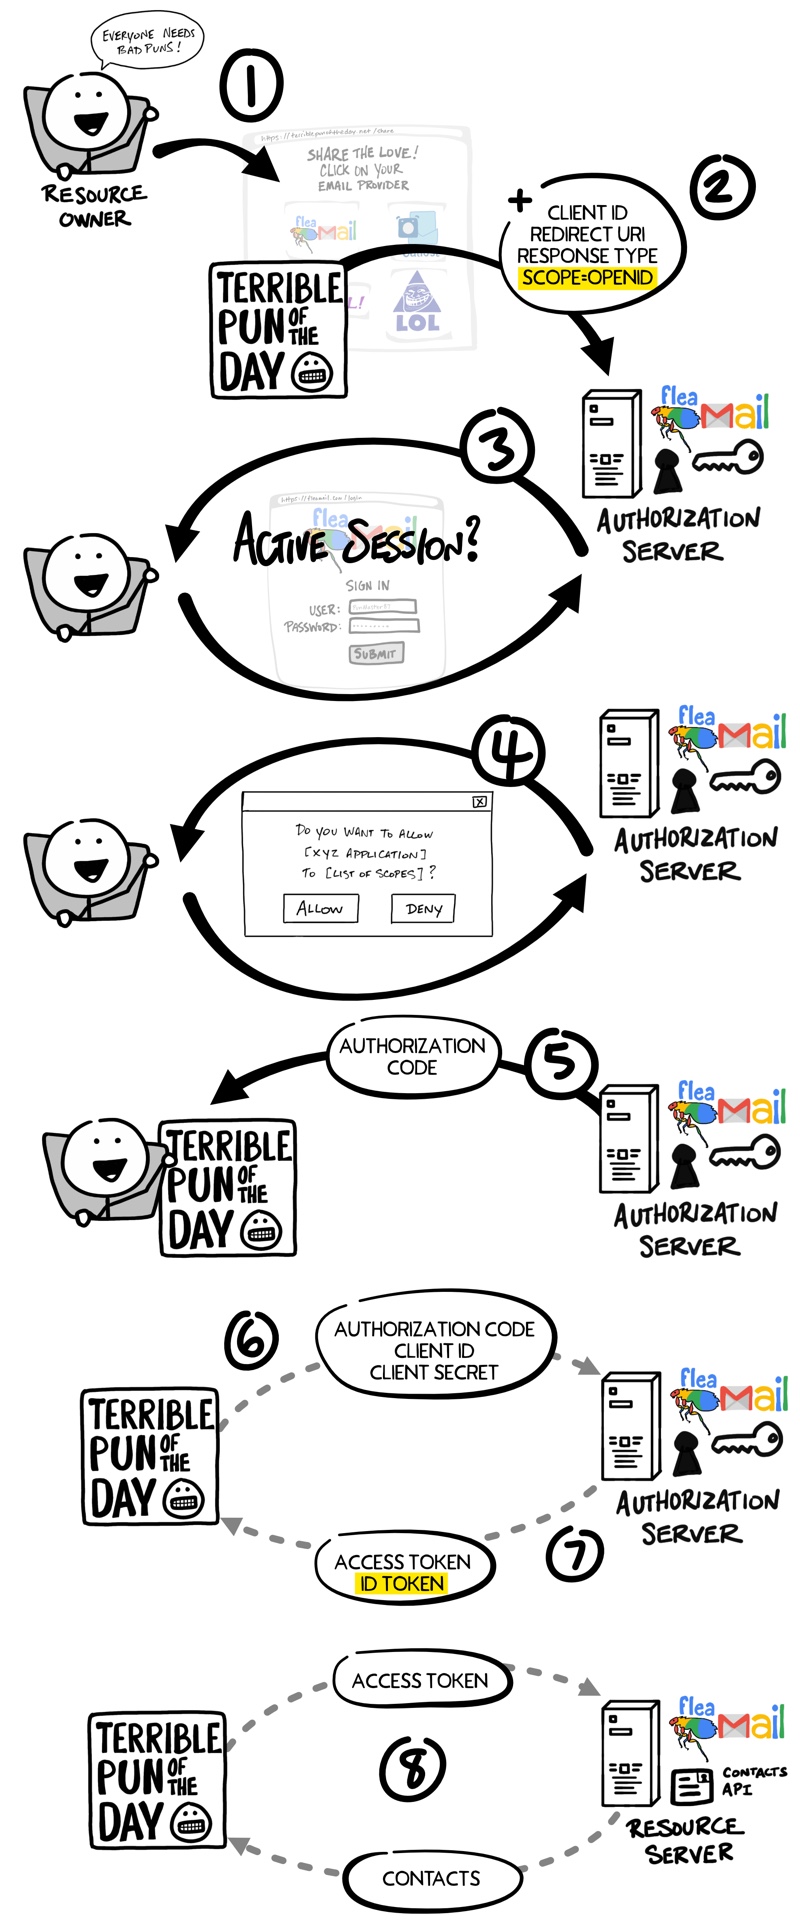 EVERYONE NEEDS
BAD PUNS!
1
RESOURCE
OWNER
https://terriblepunoftheday.net/share
SHARE THE LOVE!
CLICK ON YOUR
EMAIL PROVIDER
flea
Mail
L!
LOL
TERRIBLE
PUN OF THE
DAY
2
+
CLIENT ID
REDIRECT URI
RESPONSE TYPE
SCOPE=OPENID
flea
Mail
AUTHORIZATION
SERVER
3
https://fleamail.com/login
flea
Mail
ACTIVE SESSION?
SIGN IN
USER:
PASSWORD:
SUBMIT
4
flea
Mail
AUTHORIZATION
SERVER
X
DO YOU WANT TO ALLOW
[XYZ APPLICATION]
TO [LIST OF SCOPES]?
ALLOW
DENY
AUTHORIZATION
CODE
5
TERRIBLE
PUN OF THE
DAY
flea
Mail
AUTHORIZATION
SERVER
6
AUTHORIZATION CODE
CLIENT ID
CLIENT SECRET
TERRIBLE
PUN OF THE
DAY
flea
Mail
AUTHORIZATION
SERVER
7
ACCESS TOKEN
ID TOKEN
ACCESS TOKEN
TERRIBLE
PUN OF THE
DAY
8
flea
Mail
CONTACTS
API
RESOURCE
SERVER
CONTACTS